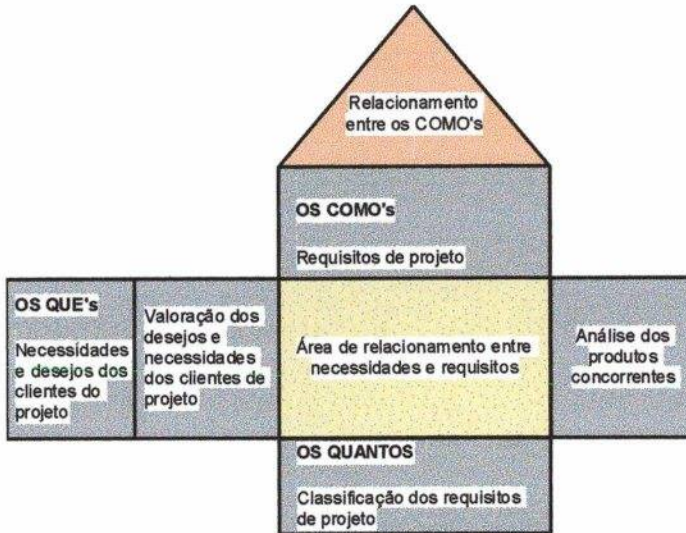 Relacionamento
entre os COMO's
OS COMO's
Requisitos de projeto
OS QUE's
Necessidades
e desejos dos
clientes do
projeto
Valoração dos
desejos e
necessidades
dos clientes de
projeto
Área de relacionamento entre
necessidades e requisitos
Análise dos
produtos
concorrentes
OS QUANTOS
Classificação dos requisitos
de projeto